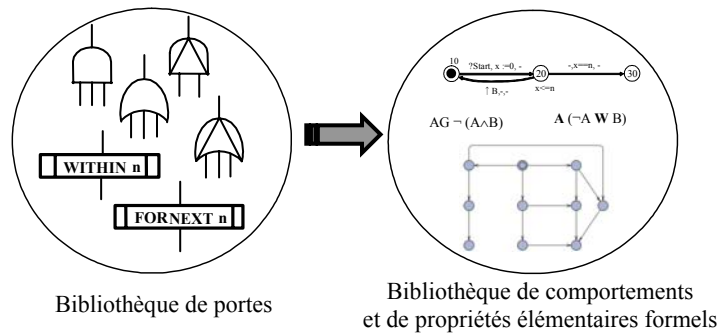 WITHIN n
FORNEXT n
Bibliothèque de portes
10
?Start, x :=0, -
20
-,x==n, -
30
↑ B,-,-
x<=n
AG ¬ (A∧B)
A (¬A W B)
Bibliothèque de comportements
et de propriétés élémentaires formels